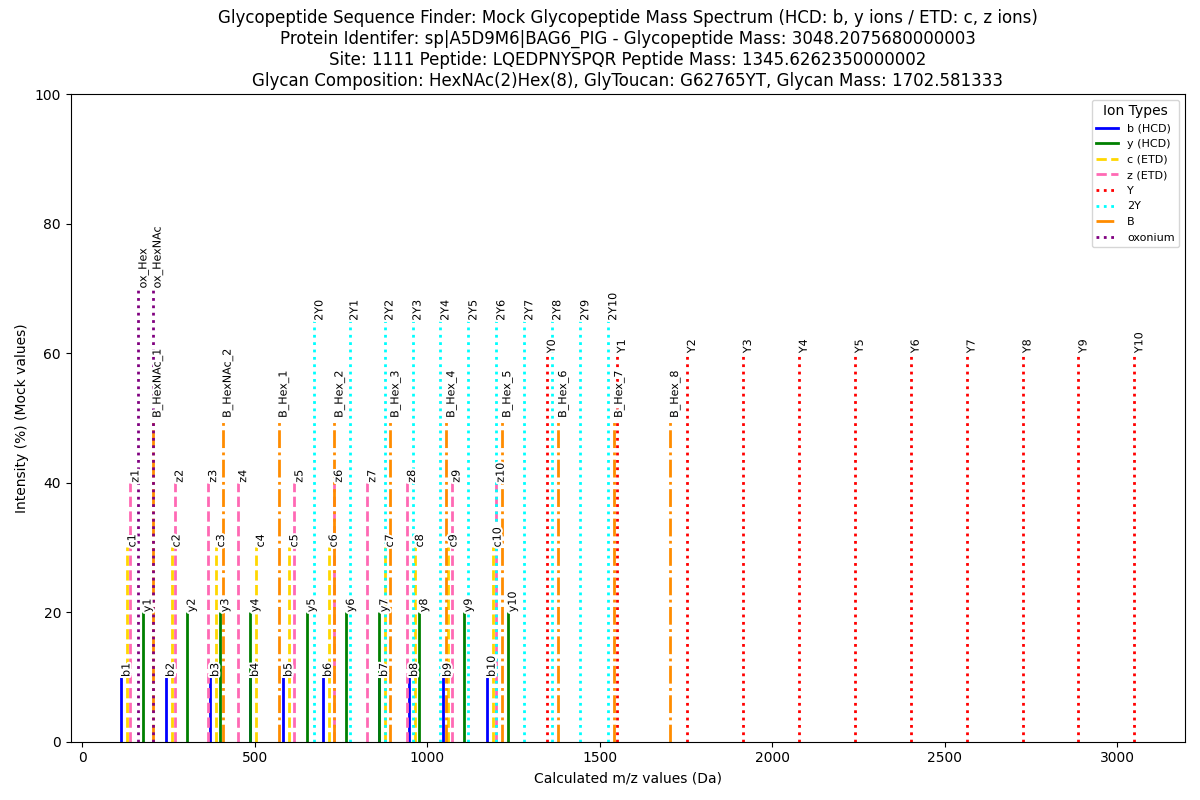 Glycopeptide Sequence Finder: Mock Glycopeptide Mass Spectrum (HCD: b, y ions / ETD: c, z ions)
Protein Identifer: sp|A5D9M6|BAG6_PIG - Glycopeptide Mass: 3048.2075680000003
Site: 1111 Peptide: LQEDPNYSPQR Peptide Mass: 1345.6262350000002
Glycan Composition: HexNAc(2)Hex(8), GlyToucan: G62765YT, Glycan Mass: 1702.581333
Ion Types
b (HCD)
y (HCD)
c (ETD)
z (ETD)
Y
2Y
B
oxonium
Intensity (%) (Mock values)
100
80
60
40
20
0
ox_Hex
ox_HexNAc
2Y0
2Y1
2Y2
2Y3
2Y4
2Y5
2Y6
2Y7
2Y8
2Y9
2Y10
Y0
Y1
Y2
Y3
Y4
Y5
Y6
Y7
Y8
Y9
Y10
B_HexNAc_1
B_HexNAc_2
B_Hex_1
B_Hex_2
B_Hex_3
B_Hex_4
B_Hex_5
B_Hex_6
B_Hex_7
B_Hex_8
z1
z2
z3
z4
z5
z6
z7
z8
z9
z10
c1
c2
c3
c4
c5
c6
c7
c8
c9
c10
y1
y2
y3
y4
y5
y6
y7
y8
y9
y10
b1
b2
b3
b4
b5
b6
b7
b8
b9
b10
0
500
1000
1500
2000
2500
3000
Calculated m/z values (Da)